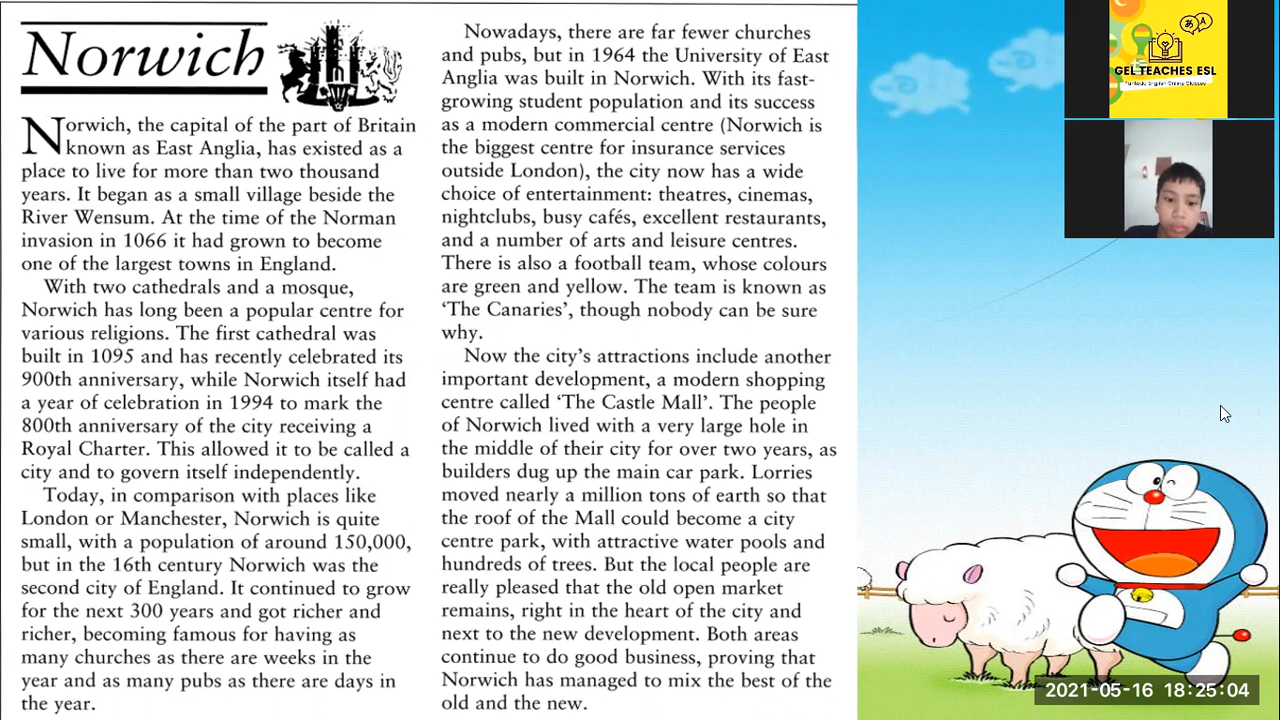 Norwich
Norwich, the capital of the part of Britain
known as East Anglia, has existed as a
place to live for more than two thousand
years. It began as a small village beside the
River Wensum. At the time of the Norman
invasion in 1066 it had grown to become
one of the largest towns in England.
With two cathedrals and a mosque,
Norwich has long been a popular centre for
various religions. The first cathedral was
built in 1095 and has recently celebrated its
900th anniversary, while Norwich itself had
a year of celebration in 1994 to mark the
800th anniversary of the city receiving a
Royal Charter. This allowed it to be called a
city and to govern itself independently.
Today, in comparison with places like
London or Manchester, Norwich is quite
small, with a population of around 150,000,
but in the 16th century Norwich was the
second city of England. It continued to grow
for the next 300 years and got richer and
richer, becoming famous for having as
many churches as there are weeks in the
year and as many pubs as there are days in
the year.
Nowadays, there are far fewer churches
and pubs, but in 1964 the University of East
Anglia was built in Norwich. With its fast-
growing student population and its success
as a modern commercial centre (Norwich is
the biggest centre for insurance services
outside London), the city now has a wide
choice of entertainment: theatres, cinemas,
nightclubs, busy cafés, excellent restaurants,
and a number of arts and leisure centres.
There is also a football team, whose colours
are green and yellow. The team is known as
‘The Canaries’, though nobody can be sure
why.
Now the city’s attractions include another
important development, a modern shopping
centre called ‘The Castle Mall’. The people
of Norwich lived with a very large hole in
the middle of their city for over two years, as
builders dug up the main car park. Lorries
moved nearly a million tons of earth so that
the roof of the Mall could become a city
centre park, with attractive water pools and
hundreds of trees. But the local people are
really pleased that the old open market
remains, right in the heart of the city and
next to the new development. Both areas
continue to do good business, proving that
Norwich has managed to mix the best of the
old and the new.
A
GEL TEACHES ESL
English Online Classes
2021-05-16 18:25:04